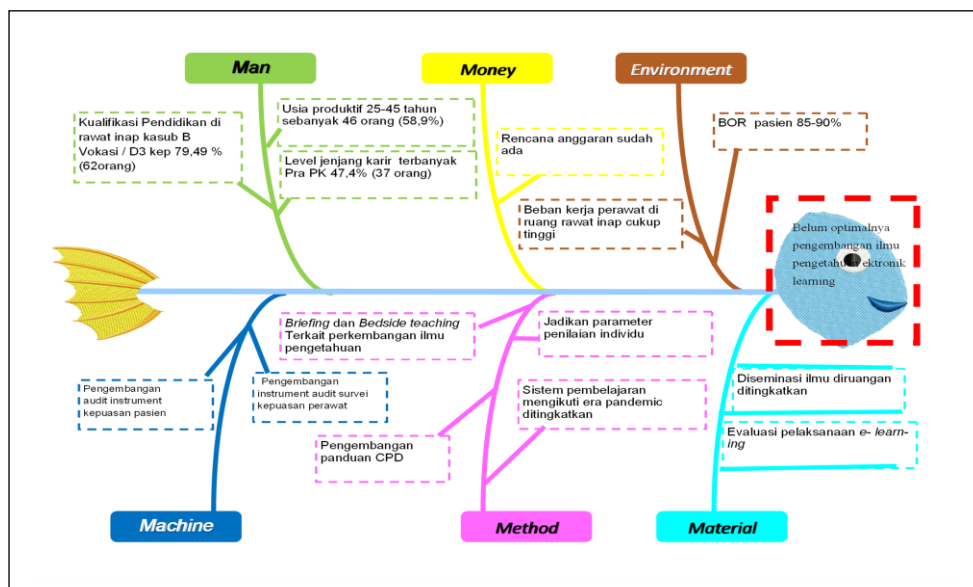 Man
Money
Environment
Kualifikasi Pendidikan di
rawat inap kasub B
Vokasi / D3 kep 79,49 %
(62orang)
Usia produktif 25-45 tahun
sebanyak 46 orang (58,9%)
Level jenjang karir terbanyak
Pra PK 47,4% (37 orang)
Rencana anggaran sudah
ada
Beban kerja perawat di
ruang rawat inap cukup
tinggi
BOR pasien 85-90%
Belum optimalnya
pengembangan ilmu
pengetahuan ektronik
learning
Briefing dan Bedside teaching
Terkait perkembangan ilmu
pengetahuan
Jadikan parameter
penilaian individu
Pengembangan
audit instrument
kepuasan pasien
Pengembangan
instrument audit survei
kepuasan perawat
Sistem pembelajaran
mengikuti era pandemic
ditingkatkan
Pengembangan
panduan CPD
Diseminasi ilmu diruangan
ditingkatkan
Evaluasi pelaksanaan e- learn-
ing
Machine
Method
Material